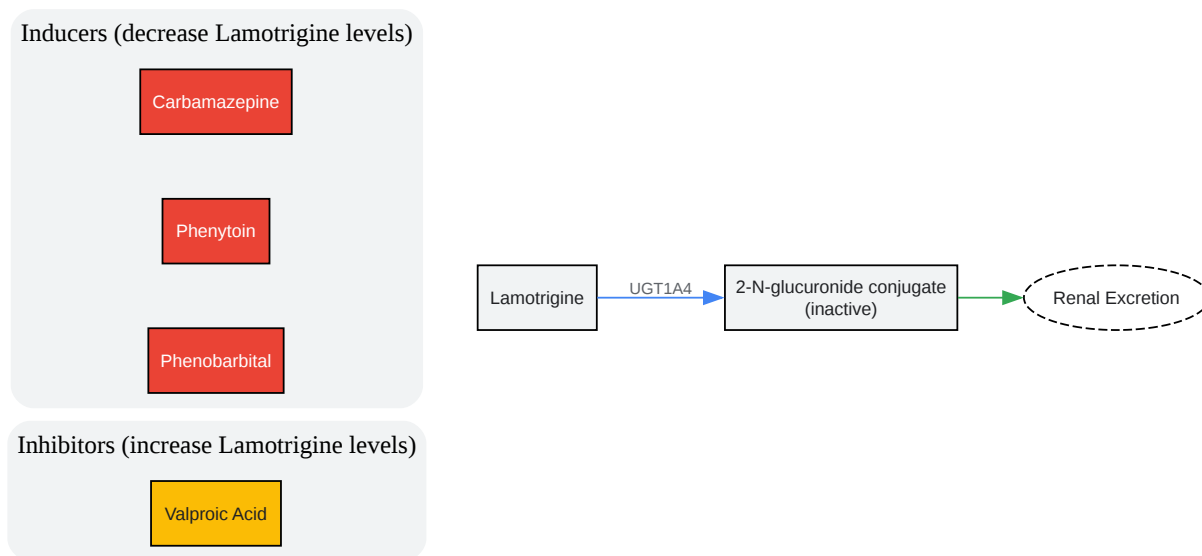 Inducers (decrease Lamotrigine levels)
Carbamazepine
Phenytoin
Phenobarbital
Inhibitors (increase Lamotrigine levels)
Valproic Acid
Lamotrigine
UGT1A4
2-N-glucuronide conjugate
(inactive)
Renal Excretion